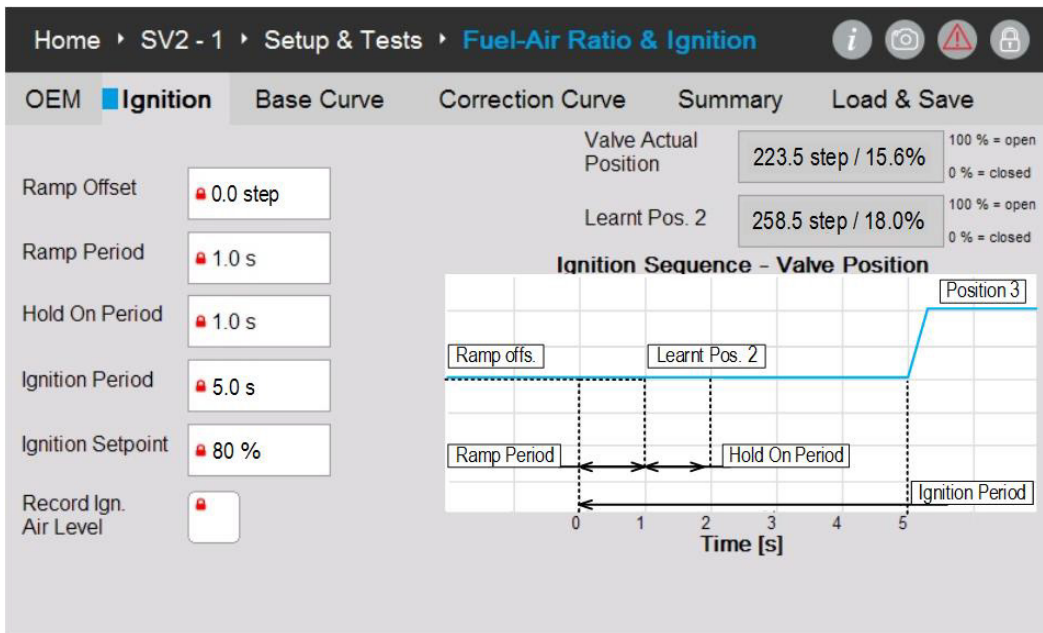 Home ‣ SV2 - 1 ‣ Setup & Tests ‣ Fuel-Air Ratio & Ignition i
OEM Ignition Base Curve Correction Curve Summary Load & Save
Valve Actual
Position
223.5 step / 15.6%
100 % = open
0 % = closed
Ramp Offset
0.0 step
Learnt Pos. 2
258.5 step / 18.0%
100 % = open
0 % = closed
Ramp Period
1.0 s
Hold On Period
1.0 s
Ignition Period
5.0 s
Ignition Setpoint
80 %
Record Ign.
Air Level
Ignition Sequence - Valve Position
Position 3
Ramp offs.
Learnt Pos. 2
Ramp Period
Hold On Period
Ignition Period
0 1 2 3 4 5
Time [s]